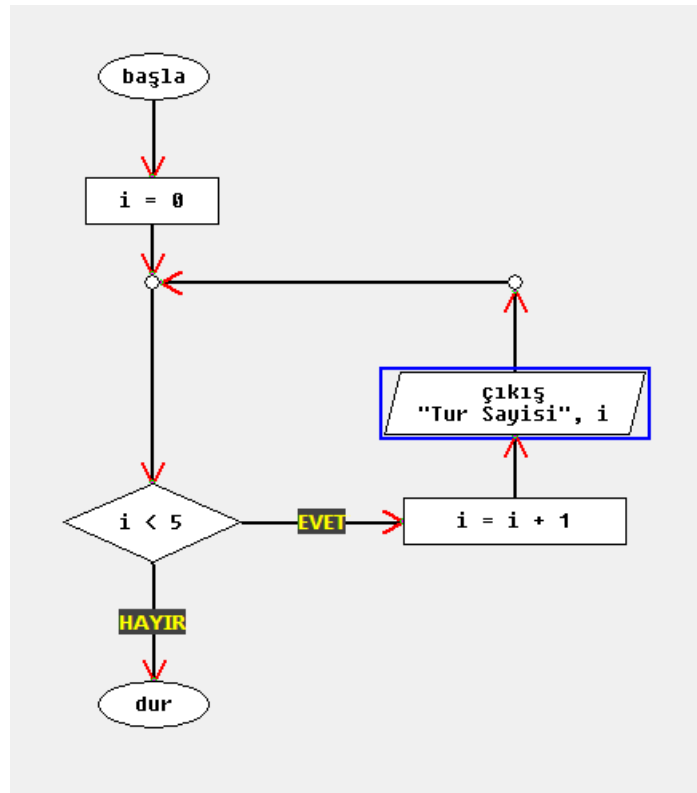 başla
i = 0
çıkış
"Tur Sayisi", i
i < 5
EVET
i = i + 1
HAYIR
dur